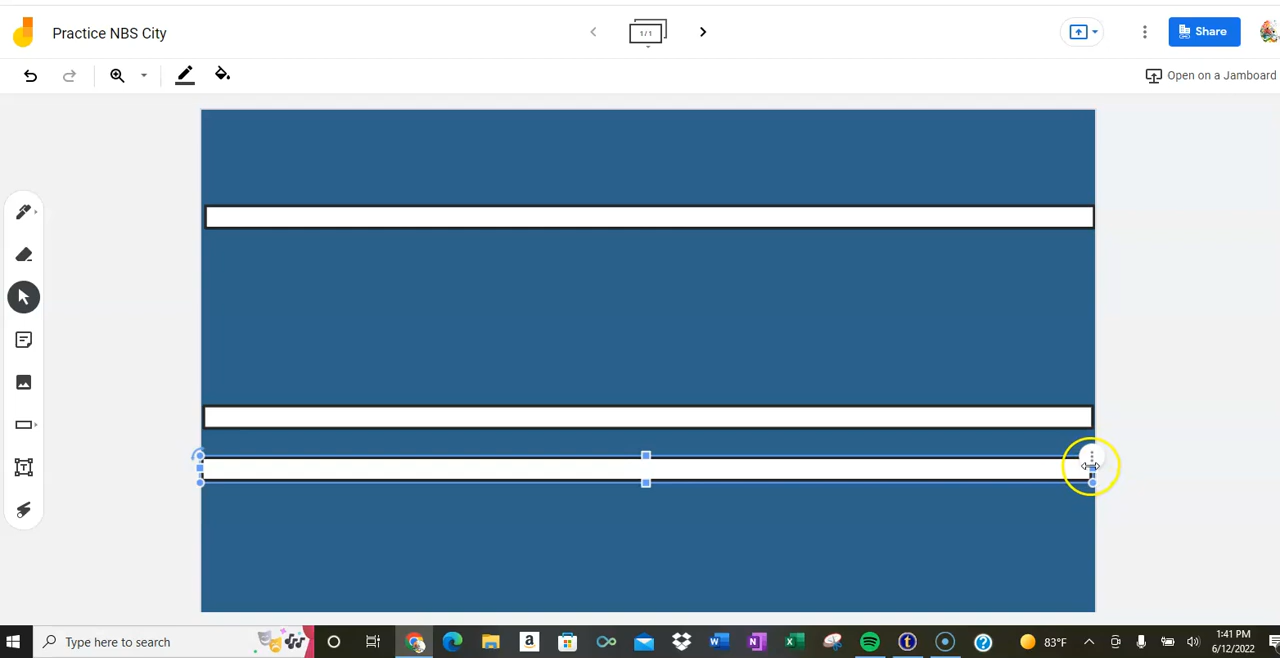 Practice NBS City
1/1
Share
Open on a Jamboard
Type here to search
83°F
1:41 PM
6/12/2022